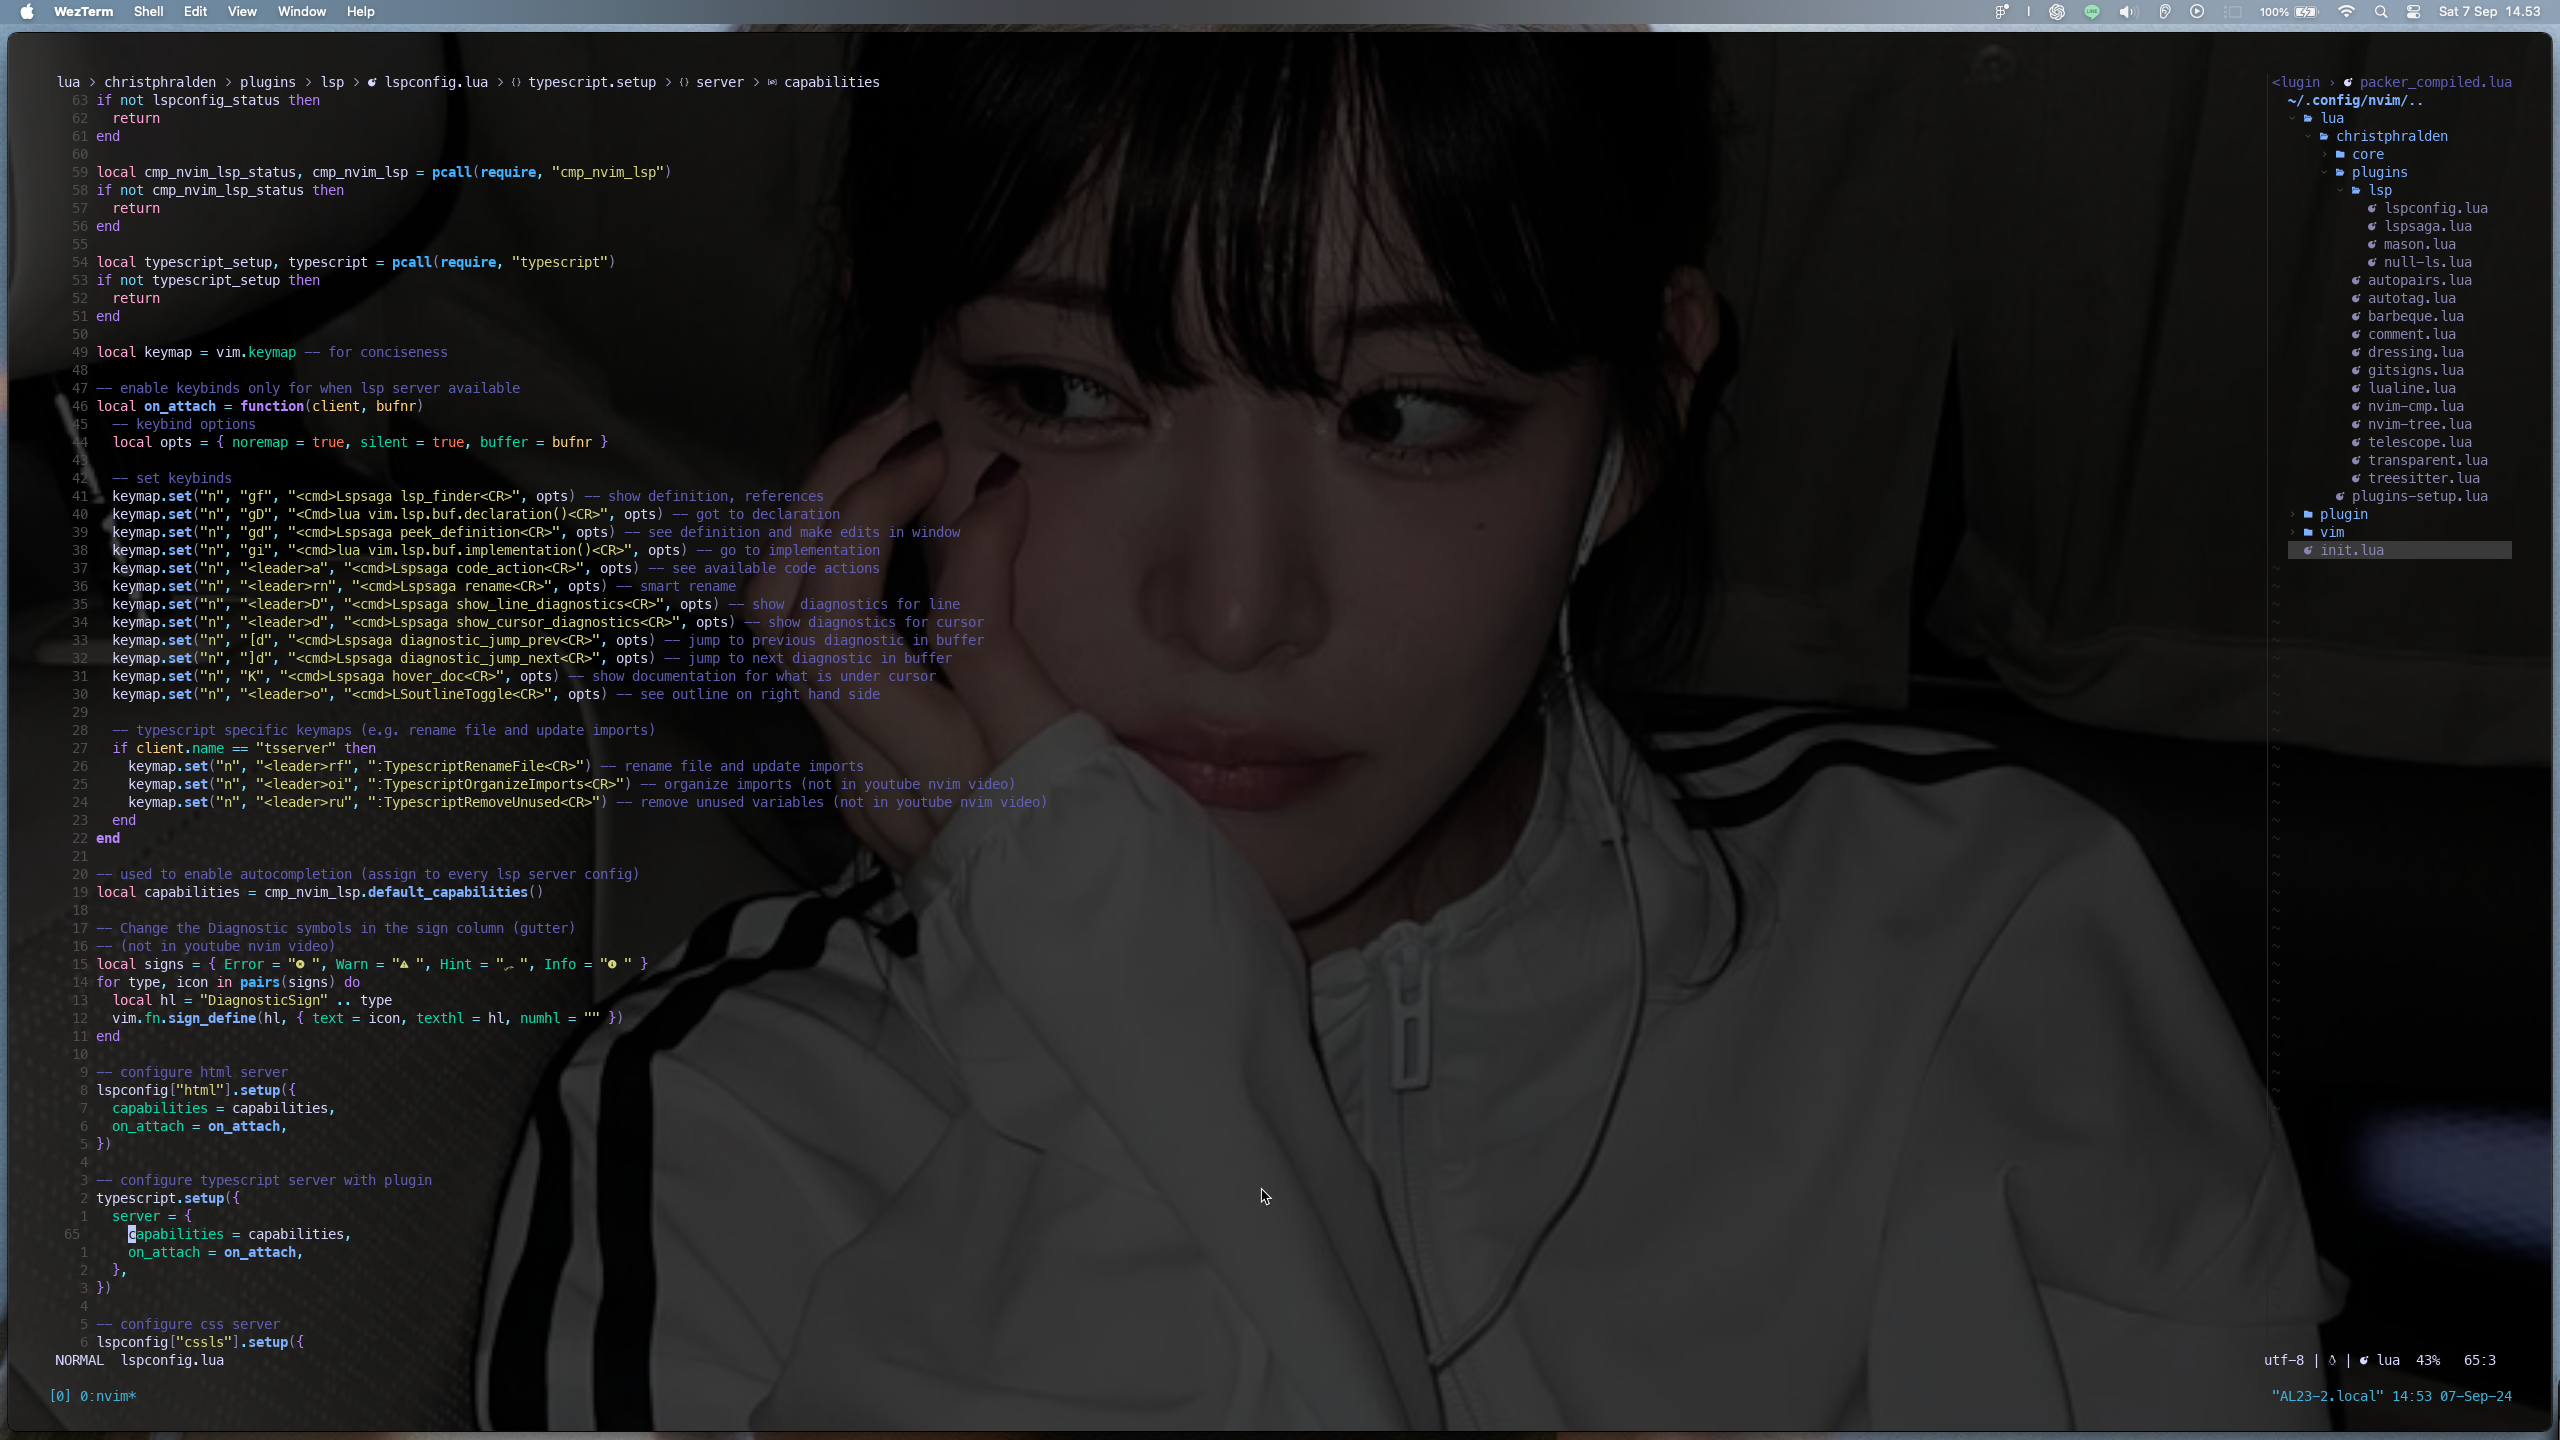 WezTerm Shell Edit View Window Help 100% Sat 7 Sep 14.53
lua > christphralden > plugins > lsp > lspconfig.lua > {} typescript.setup > {} server > capabilities
63 if not lspconfig_status then
62 return
61 end
60
59 local cmp_nvim_lsp_status, cmp_nvim_lsp = pcall(require, "cmp_nvim_lsp")
58 if not cmp_nvim_lsp_status then
57 return
56 end
55
54 local typescript_setup, typescript = pcall(require, "typescript")
53 if not typescript_setup then
52 return
51 end
50
49 local keymap = vim.keymap -- for conciseness
48
47 -- enable keybinds only for when lsp server available
46 local on_attach = function(client, bufnr)
45 -- keybind options
44 local opts = { noremap = true, silent = true, buffer = bufnr }
43
42 -- set keybinds
41 keymap.set("n", "gf", "<cmd>Lspsaga lsp_finder<CR>", opts) -- show definition, references
40 keymap.set("n", "gD", "<Cmd>lua vim.lsp.buf.declaration()<CR>", opts) -- got to declaration
39 keymap.set("n", "gd", "<cmd>Lspsaga peek_definition<CR>", opts) -- see definition and make edits in window
38 keymap.set("n", "gi", "<cmd>lua vim.lsp.buf.implementation()<CR>", opts) -- go to implementation
37 keymap.set("n", "<leader>a", "<cmd>Lspsaga code_action<CR>", opts) -- see available code actions
36 keymap.set("n", "<leader>rn", "<cmd>Lspsaga rename<CR>", opts) -- smart rename
35 keymap.set("n", "<leader>D", "<cmd>Lspsaga show_line_diagnostics<CR>", opts) -- show  diagnostics for line
34 keymap.set("n", "<leader>d", "<cmd>Lspsaga show_cursor_diagnostics<CR>", opts) -- show diagnostics for cursor
33 keymap.set("n", "[d", "<cmd>Lspsaga diagnostic_jump_prev<CR>", opts) -- jump to previous diagnostic in buffer
32 keymap.set("n", "]d", "<cmd>Lspsaga diagnostic_jump_next<CR>", opts) -- jump to next diagnostic in buffer
31 keymap.set("n", "K", "<cmd>Lspsaga hover_doc<CR>", opts) -- show documentation for what is under cursor
30 keymap.set("n", "<leader>o", "<cmd>LSoutlineToggle<CR>", opts) -- see outline on right hand side
29
28 -- typescript specific keymaps (e.g. rename file and update imports)
27 if client.name == "tsserver" then
26 keymap.set("n", "<leader>rf", ":TypescriptRenameFile<CR>") -- rename file and update imports
25 keymap.set("n", "<leader>oi", ":TypescriptOrganizeImports<CR>") -- organize imports (not in youtube nvim video)
24 keymap.set("n", "<leader>ru", ":TypescriptRemoveUnused<CR>") -- remove unused variables (not in youtube nvim video)
23 end
22 end
21
20 -- used to enable autocompletion (assign to every lsp server config)
19 local capabilities = cmp_nvim_lsp.default_capabilities()
18
17 -- Change the Diagnostic symbols in the sign column (gutter)
16 -- (not in youtube nvim video)
15 local signs = { Error = " ", Warn = " ", Hint = " ", Info = " " }
14 for type, icon in pairs(signs) do
13 local hl = "DiagnosticSign" .. type
12 vim.fn.sign_define(hl, { text = icon, texthl = hl, numhl = "" })
11 end
10
9 -- configure html server
8 lspconfig["html"].setup({
7 capabilities = capabilities,
6 on_attach = on_attach,
5 })
4
3 -- configure typescript server with plugin
2 typescript.setup({
1 server = {
65 capabilities = capabilities,
1 on_attach = on_attach,
2 },
3 })
4
5 -- configure css server
6 lspconfig["cssls"].setup({
NORMAL lspconfig.lua
[0] 0:nvim*
<lugin > packer_compiled.lua
~/.config/nvim/..
lua
christphralden
core
plugins
lsp
lspconfig.lua
lspsaga.lua
mason.lua
null-ls.lua
autopairs.lua
autotag.lua
barbeque.lua
comment.lua
dressing.lua
gitsigns.lua
lualine.lua
nvim-cmp.lua
nvim-tree.lua
telescope.lua
transparent.lua
treesitter.lua
plugins-setup.lua
plugin
vim
init.lua
utf-8 | | lua 43% 65:3
"AL23-2.local" 14:53 07-Sep-24